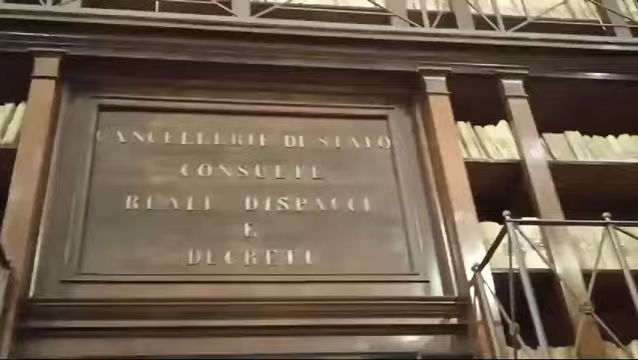 CANCELLERIE DI STATO
CONSULTE
REALI DISPACCI
E
DECRETI